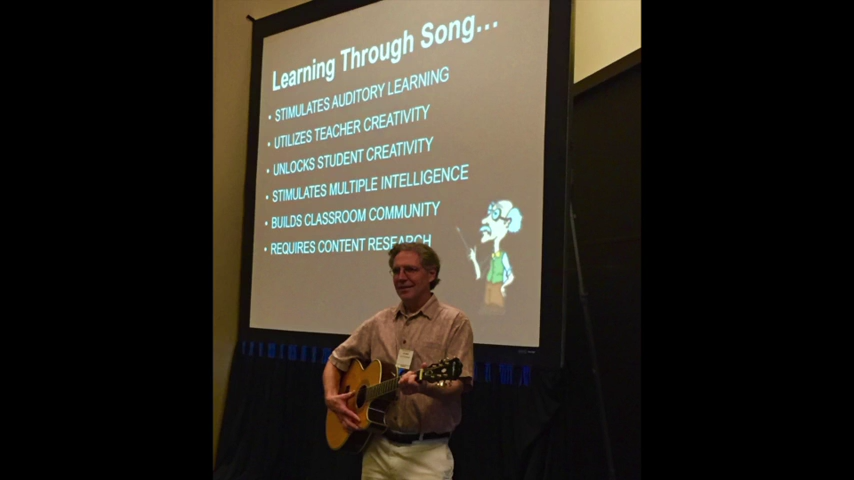 Learning Through Song...
• STIMULATES AUDITORY LEARNING
• UTILIZES TEACHER CREATIVITY
• UNLOCKS STUDENT CREATIVITY
• STIMULATES MULTIPLE INTELLIGENCE
• BUILDS CLASSROOM COMMUNITY
• REQUIRES CONTENT RESEARCH